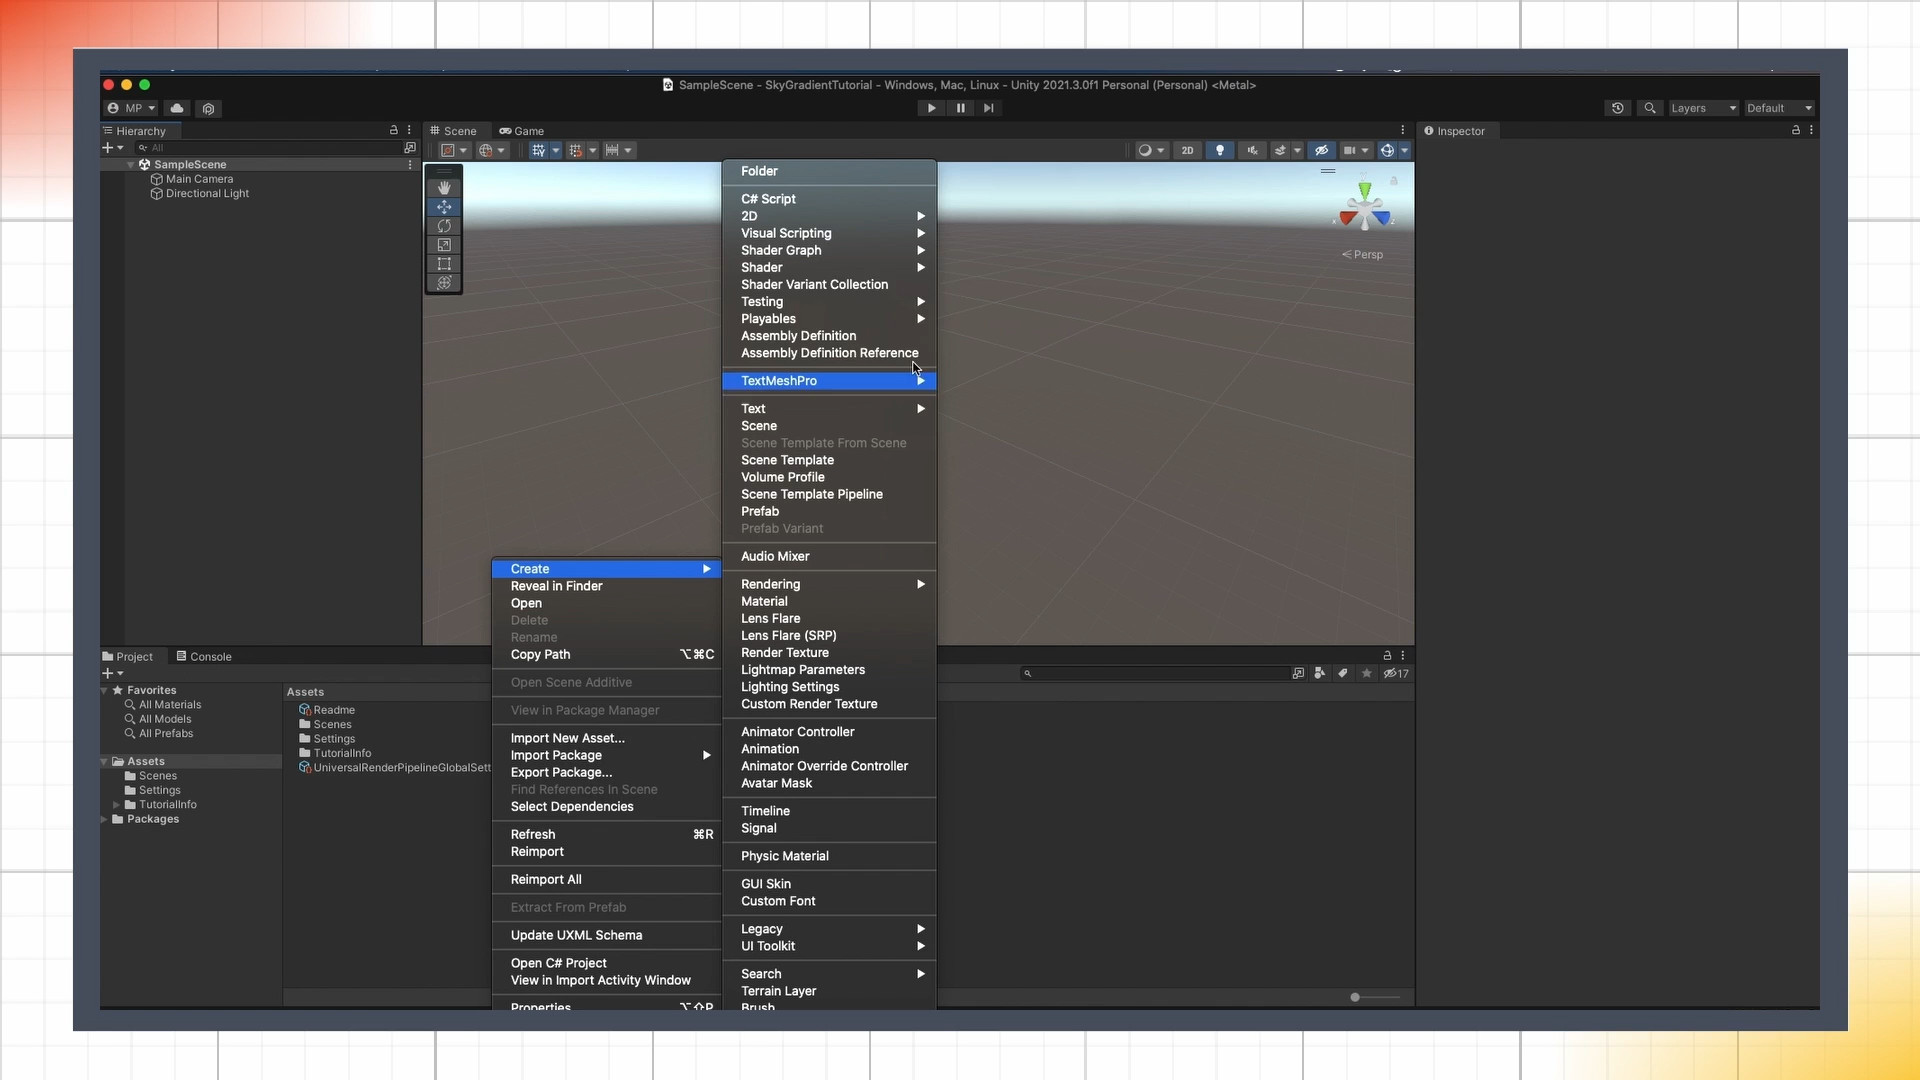 SampleScene - SkyGradientTutorial - Windows, Mac, Linux - Unity 2021.3.0f1 Personal (Personal) <Metal>
MP
Layers
Default
Hierarchy
All
SampleScene
Main Camera
Directional Light
Scene
Game
2D
Y
x
z
Persp
Inspector
Folder
C# Script
2D
Visual Scripting
Shader Graph
Shader
Shader Variant Collection
Testing
Playables
Assembly Definition
Assembly Definition Reference
TextMeshPro
Text
Scene
Scene Template From Scene
Scene Template
Volume Profile
Scene Template Pipeline
Prefab
Prefab Variant
Audio Mixer
Rendering
Material
Lens Flare
Lens Flare (SRP)
Render Texture
Lightmap Parameters
Lighting Settings
Custom Render Texture
Animator Controller
Animation
Animator Override Controller
Avatar Mask
Timeline
Signal
Physic Material
GUI Skin
Custom Font
Legacy
UI Toolkit
Search
Terrain Layer
Brush
Create
Reveal in Finder
Open
Delete
Rename
Copy Path ⌥⌘C
Open Scene Additive
View in Package Manager
Import New Asset...
Import Package
Export Package...
Find References In Scene
Select Dependencies
Refresh ⌘R
Reimport
Reimport All
Extract From Prefab
Update UXML Schema
Open C# Project
View in Import Activity Window
Properties... ⌥⇧P
Project
Console
17
Favorites
All Materials
All Models
All Prefabs
Assets
Scenes
Settings
TutorialInfo
Packages
Assets
Readme
Scenes
Settings
TutorialInfo
UniversalRenderPipelineGlobalSett